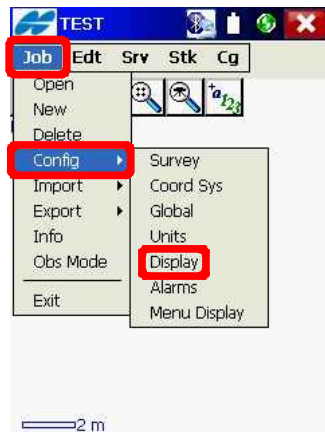 TEST
Job Edt Srv Stk Cg
Open
New
+a123
Delete
Config
Import
Export
Info
Obs Mode
Exit
Survey
Coord Sys
Global
Units
Display
Alarms
Menu Display
2 m